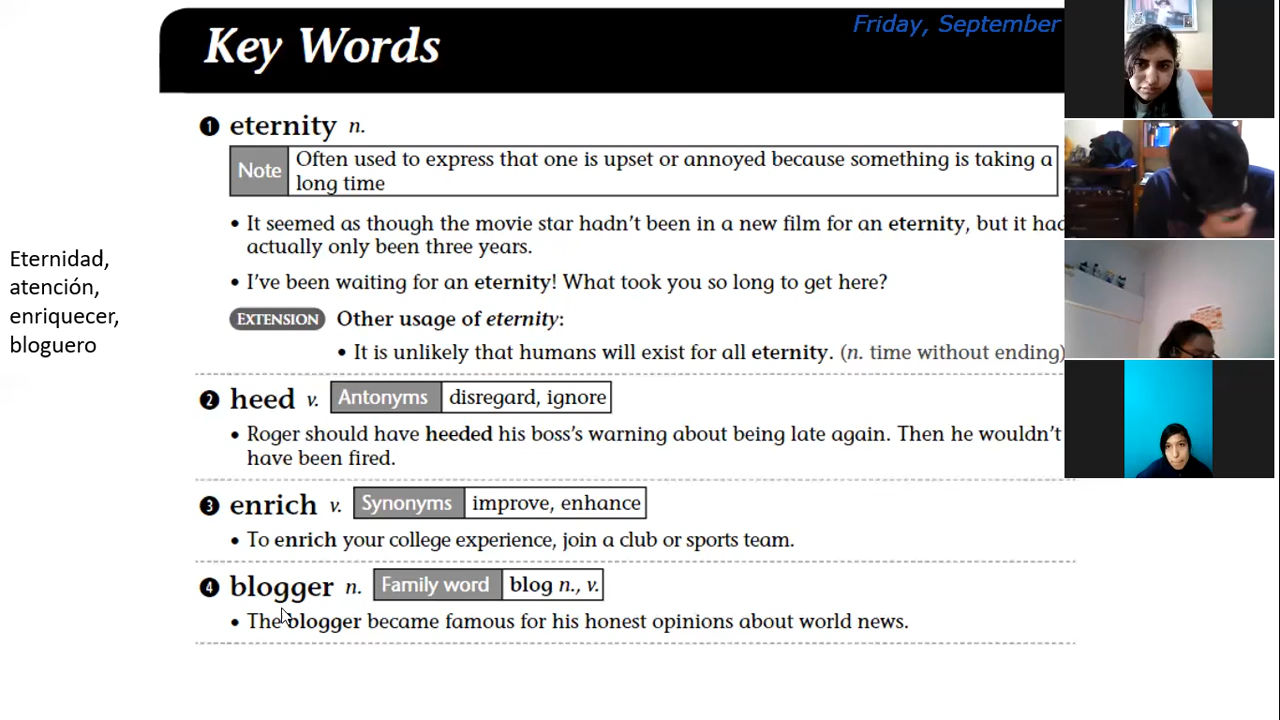 Friday, September
Key Words
1 eternity n.
Note Often used to express that one is upset or annoyed because something is taking a
long time
• It seemed as though the movie star hadn't been in a new film for an eternity, but it had
actually only been three years.
• I've been waiting for an eternity! What took you so long to get here?
EXTENSION Other usage of eternity:
• It is unlikely that humans will exist for all eternity. (n. time without ending)
2 heed v. Antonyms disregard, ignore
• Roger should have heeded his boss's warning about being late again. Then he wouldn't
have been fired.
3 enrich v. Synonyms improve, enhance
• To enrich your college experience, join a club or sports team.
4 blogger n. Family word blog n., v.
• The blogger became famous for his honest opinions about world news.
Eternidad,
atención,
enriquecer,
bloguero